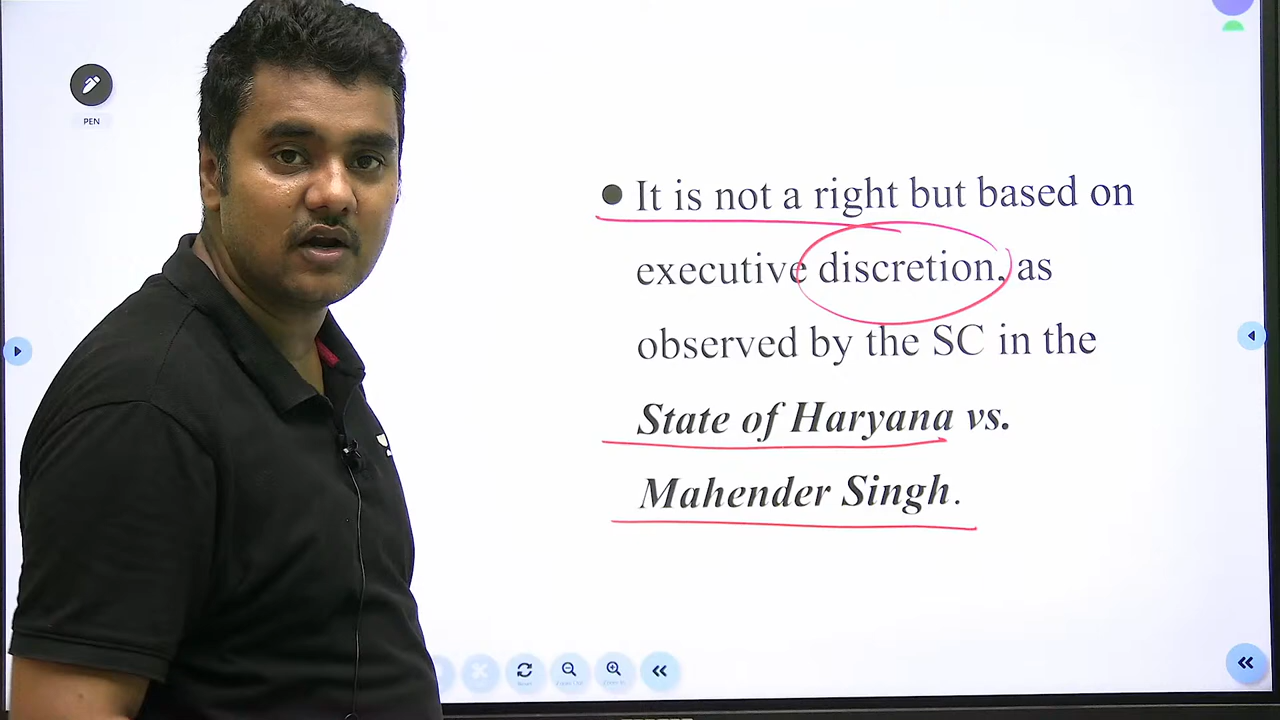 PEN
● It is not a right but based on
executive discretion, as
observed by the SC in the
State of Haryana vs.
Mahender Singh.